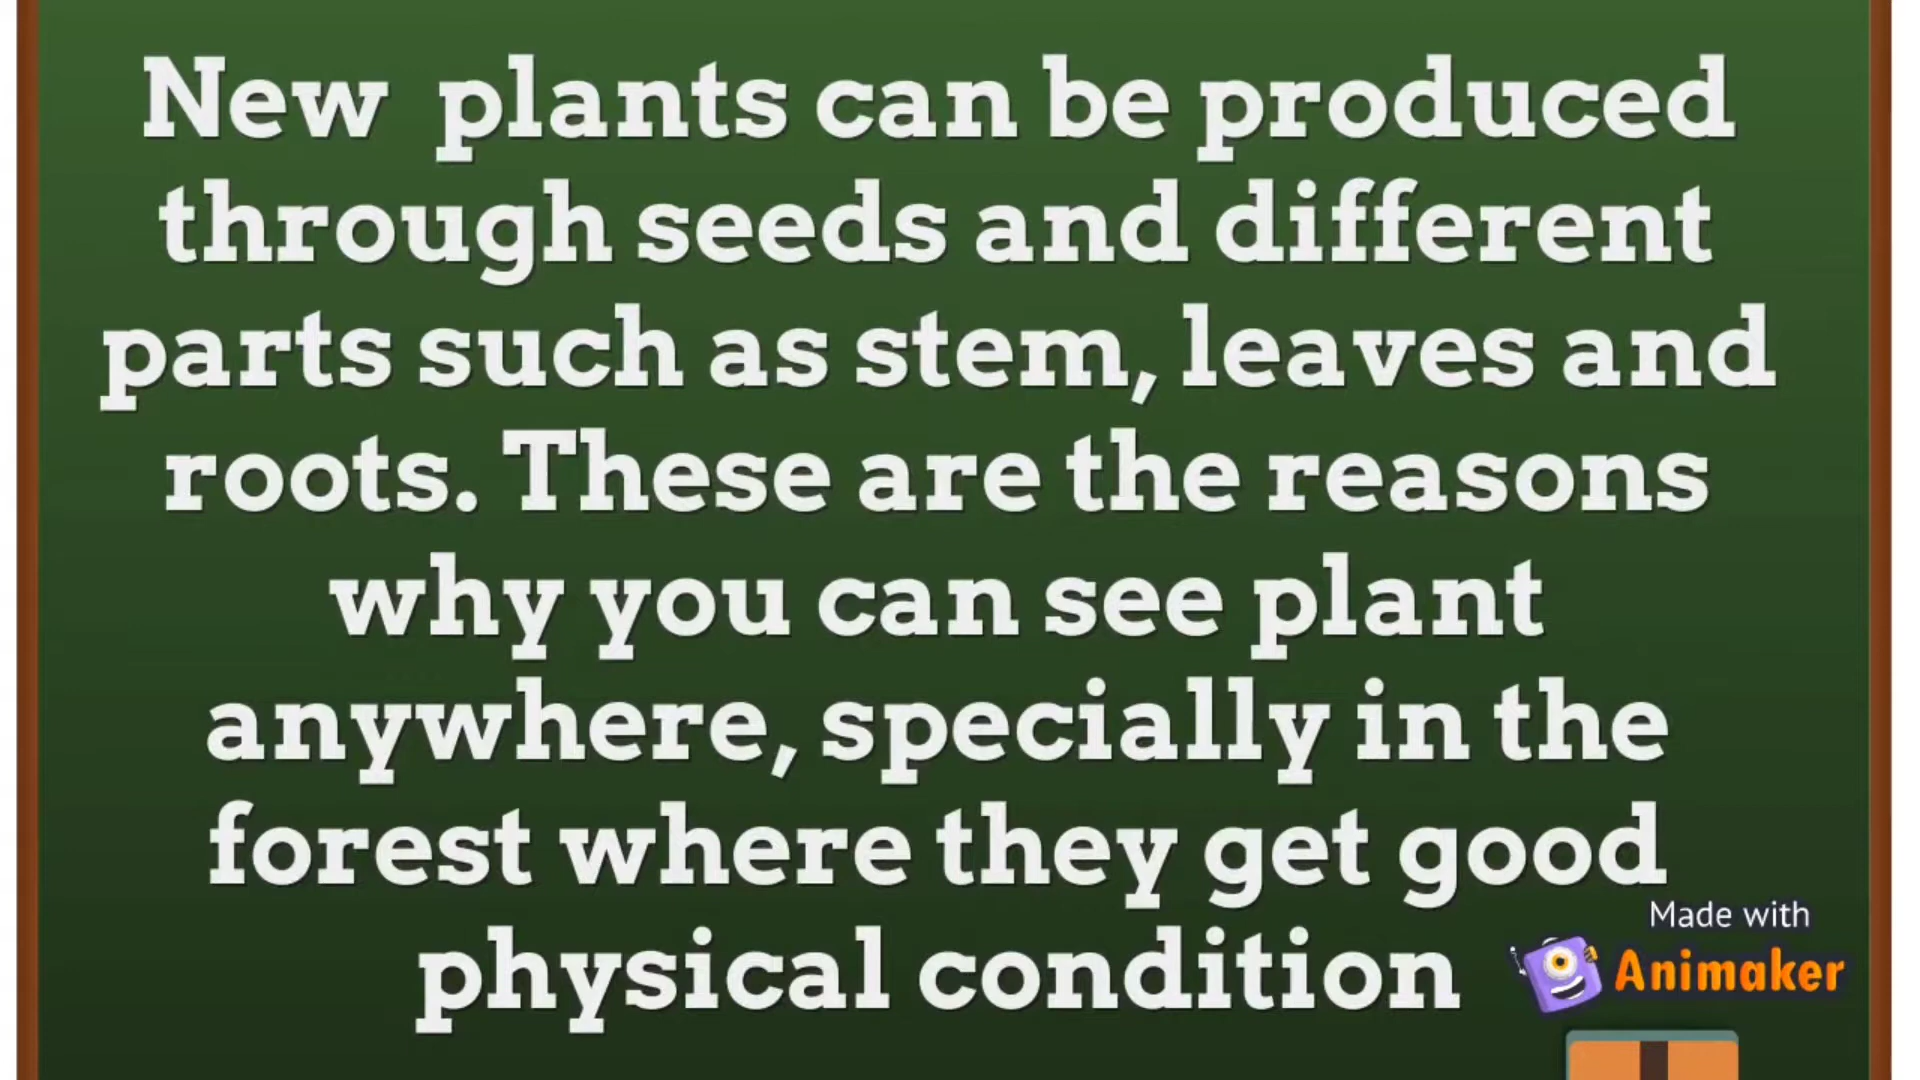 New plants can be produced
through seeds and different
parts such as stem, leaves and
roots. These are the reasons
why you can see plant
anywhere, specially in the
forest where they get good
physical condition
Made with
Animaker